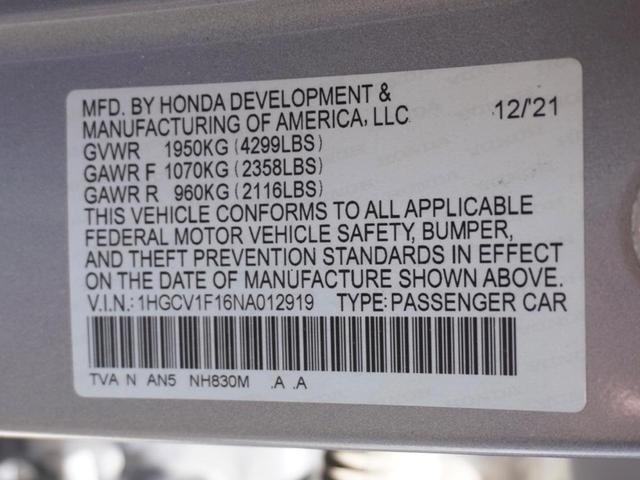 MFD. BY HONDA DEVELOPMENT &
MANUFACTURING OF AMERICA, LLC 12/'21
GVWR 1950KG (4299LBS)
GAWR F 1070KG (2358LBS)
GAWR R 960KG (2116LBS)
THIS VEHICLE CONFORMS TO ALL APPLICABLE
FEDERAL MOTOR VEHICLE SAFETY, BUMPER,
AND THEFT PREVENTION STANDARDS IN EFFECT
ON THE DATE OF MANUFACTURE SHOWN ABOVE.
V.I.N.: 1HGCV1F16NA012919 TYPE: PASSENGER CAR
TVA N AN5 NH830M .A .A